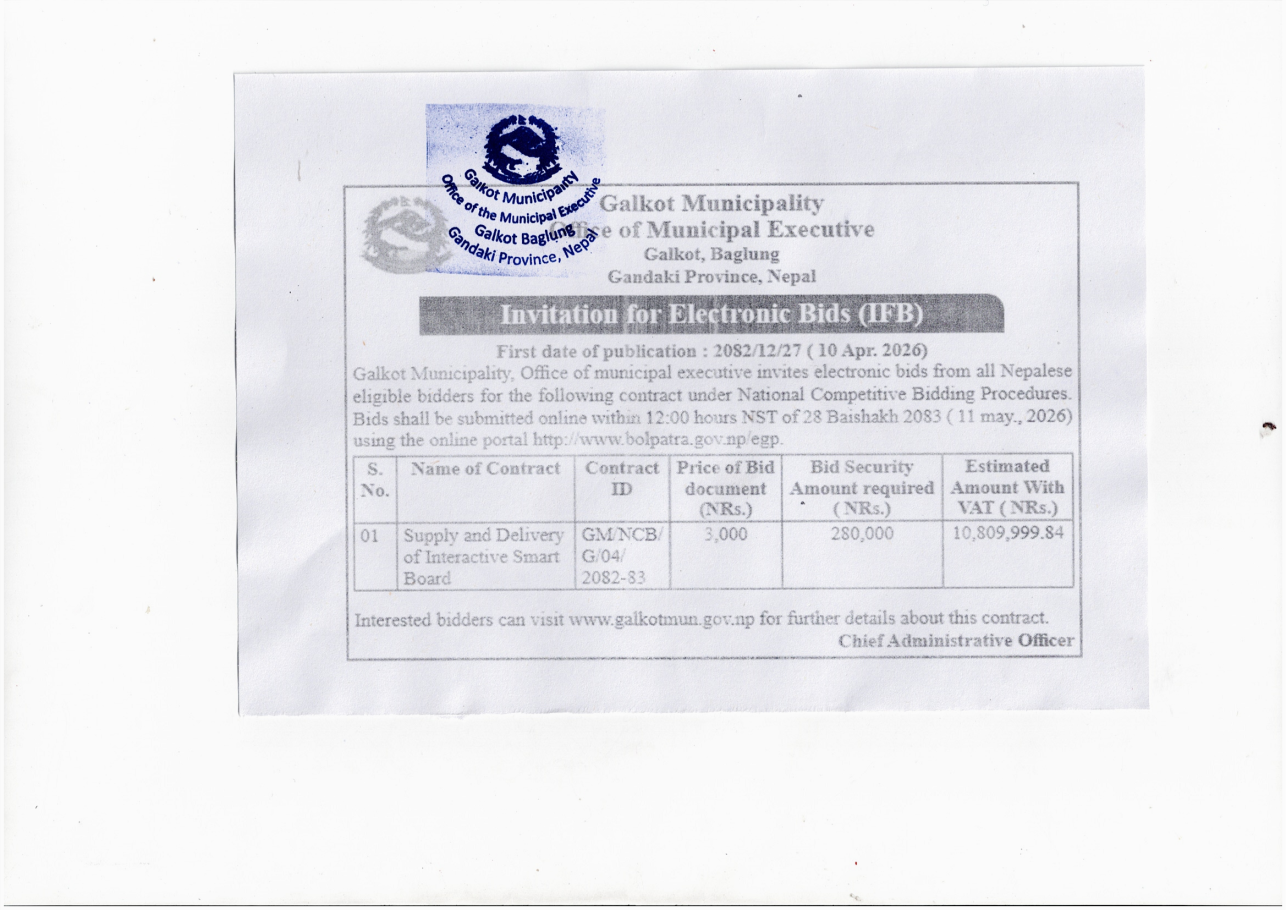 Galkot Municipality
Office of the Municipal Executive
Galkot Baglung
Gandaki Province, Nepal
Galkot Municipality
Office of Municipal Executive
Galkot, Baglung
Gandaki Province, Nepal
Invitation for Electronic Bids (IFB)
First date of publication : 2082/12/27 ( 10 Apr. 2026)
Galkot Municipality, Office of municipal executive invites electronic bids from all Nepalese
eligible bidders for the following contract under National Competitive Bidding Procedures.
Bids shall be submitted online within 12:00 hours NST of 28 Baishakh 2083 ( 11 may., 2026)
using the online portal http://www.bolpatra.gov.np/egp.
S. No. Name of Contract Contract ID Price of Bid document (NRs.) Bid Security Amount required ( NRs.) Estimated Amount With VAT ( NRs.)
01 Supply and Delivery of Interactive Smart Board GM/NCB/G/04/2082-83 3,000 280,000 10,809,999.84
Interested bidders can visit www.galkotmun.gov.np for further details about this contract.
Chief Administrative Officer